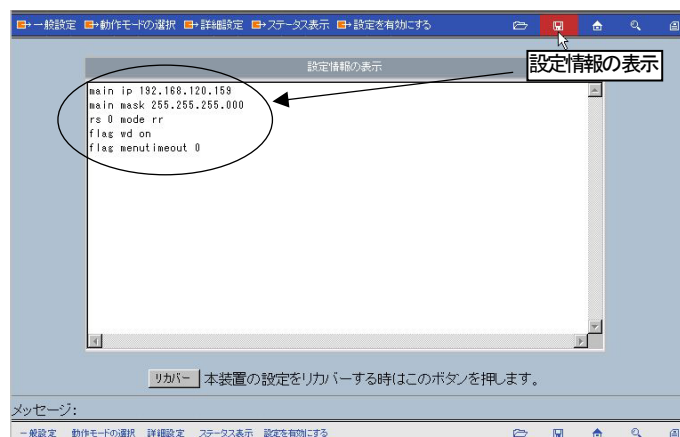 一般設定 動作モードの選択 詳細設定 ステータス表示 設定を有効にする
設定情報の表示
設定情報の表示
main ip 192.168.120.159
main mask 255.255.255.000
rs 0 mode rr
flag wd on
flag menutimeout 0
リカバー 本装置の設定をリカバーする時はこのボタンを押します。
メッセージ:
一般設定 動作モードの選択 詳細設定 ステータス表示 設定を有効にする